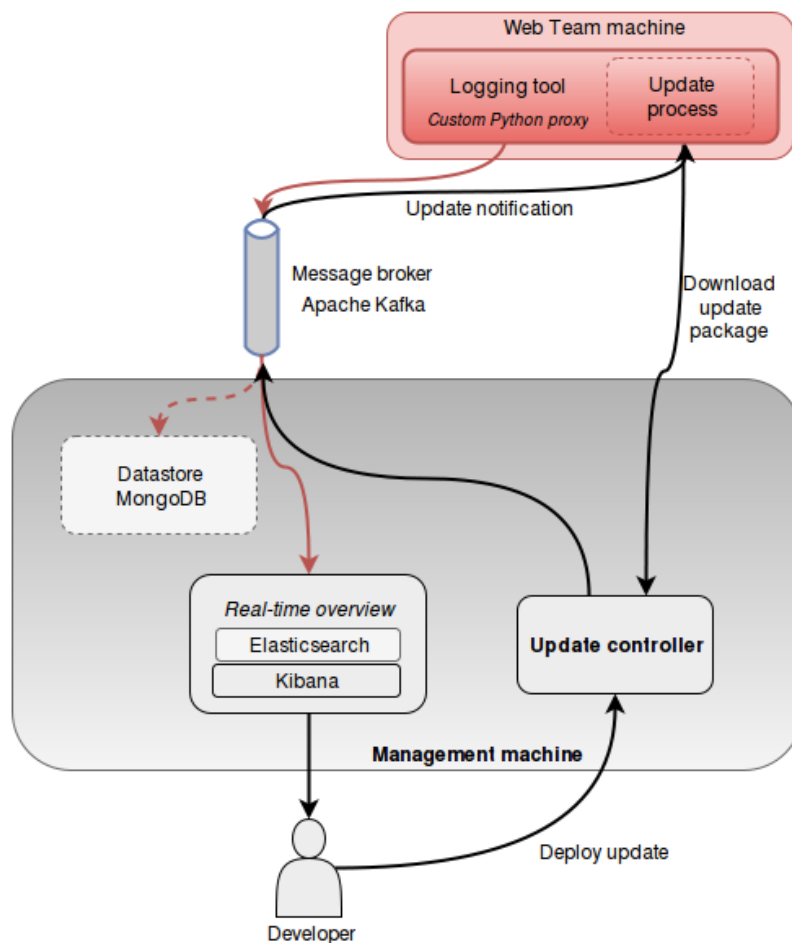 Web Team machine
Logging tool
Custom Python proxy
Update
process
Update notification
Message broker
Apache Kafka
Download
update
package
Datastore
MongoDB
Real-time overview
Elasticsearch
Kibana
Update controller
Management machine
Deploy update
Developer